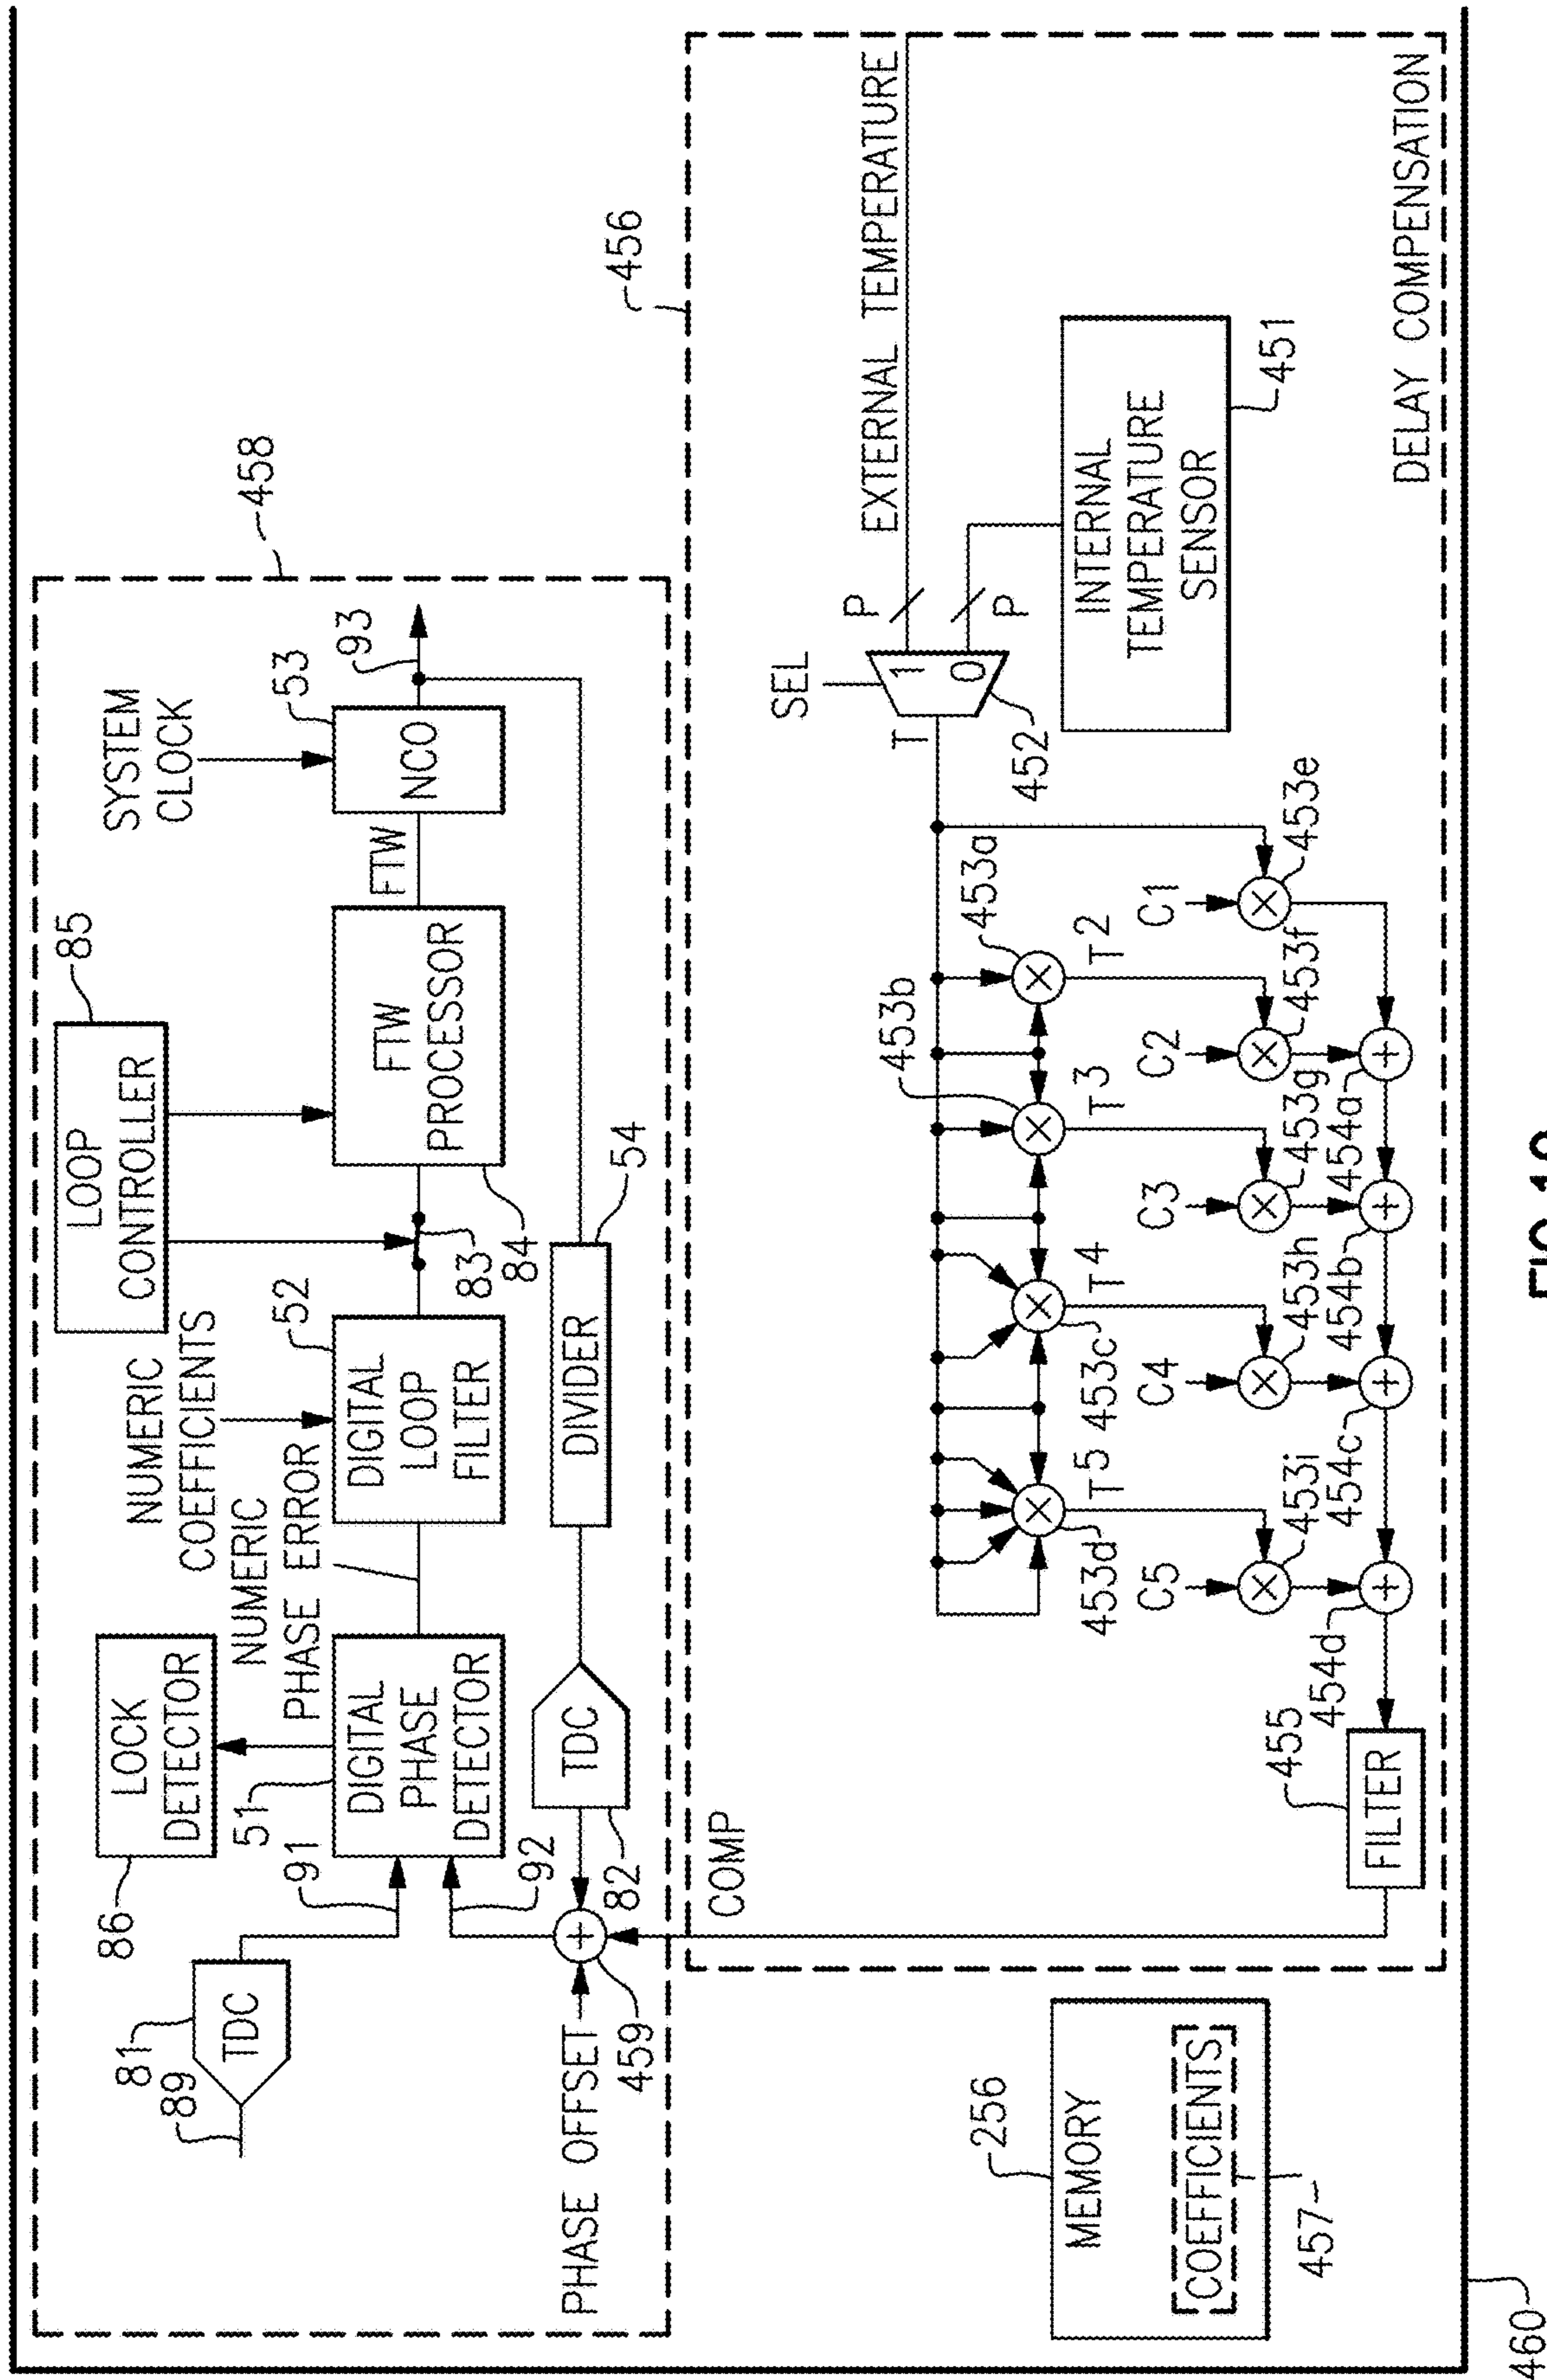 LOCK
DETECTOR
86
LOOP
CONTROLLER
85
NUMERIC
COEFFICIENTS
SYSTEM
CLOCK
81
89
TDC
91
51
NUMERIC
PHASE ERROR
DIGITAL
PHASE
DETECTOR
92
DIGITAL
LOOP
FILTER
52
83
84
FTW
PROCESSOR
FTW
NCO
53
93
458
PHASE OFFSET
459
82
TDC
DIVIDER
54
456
COMP
SEL
EXTERNAL TEMPERATURE
P
P
1
0
T
452
INTERNAL
TEMPERATURE
SENSOR
451
453b
453a
453d
T5
453c
T4
T3
T2
C5
C4
C3
C2
C1
453i
453h
453g
453f
453e
454d
454c
454b
454a
455
FILTER
DELAY COMPENSATION
256
MEMORY
COEFFICIENTS
457
460